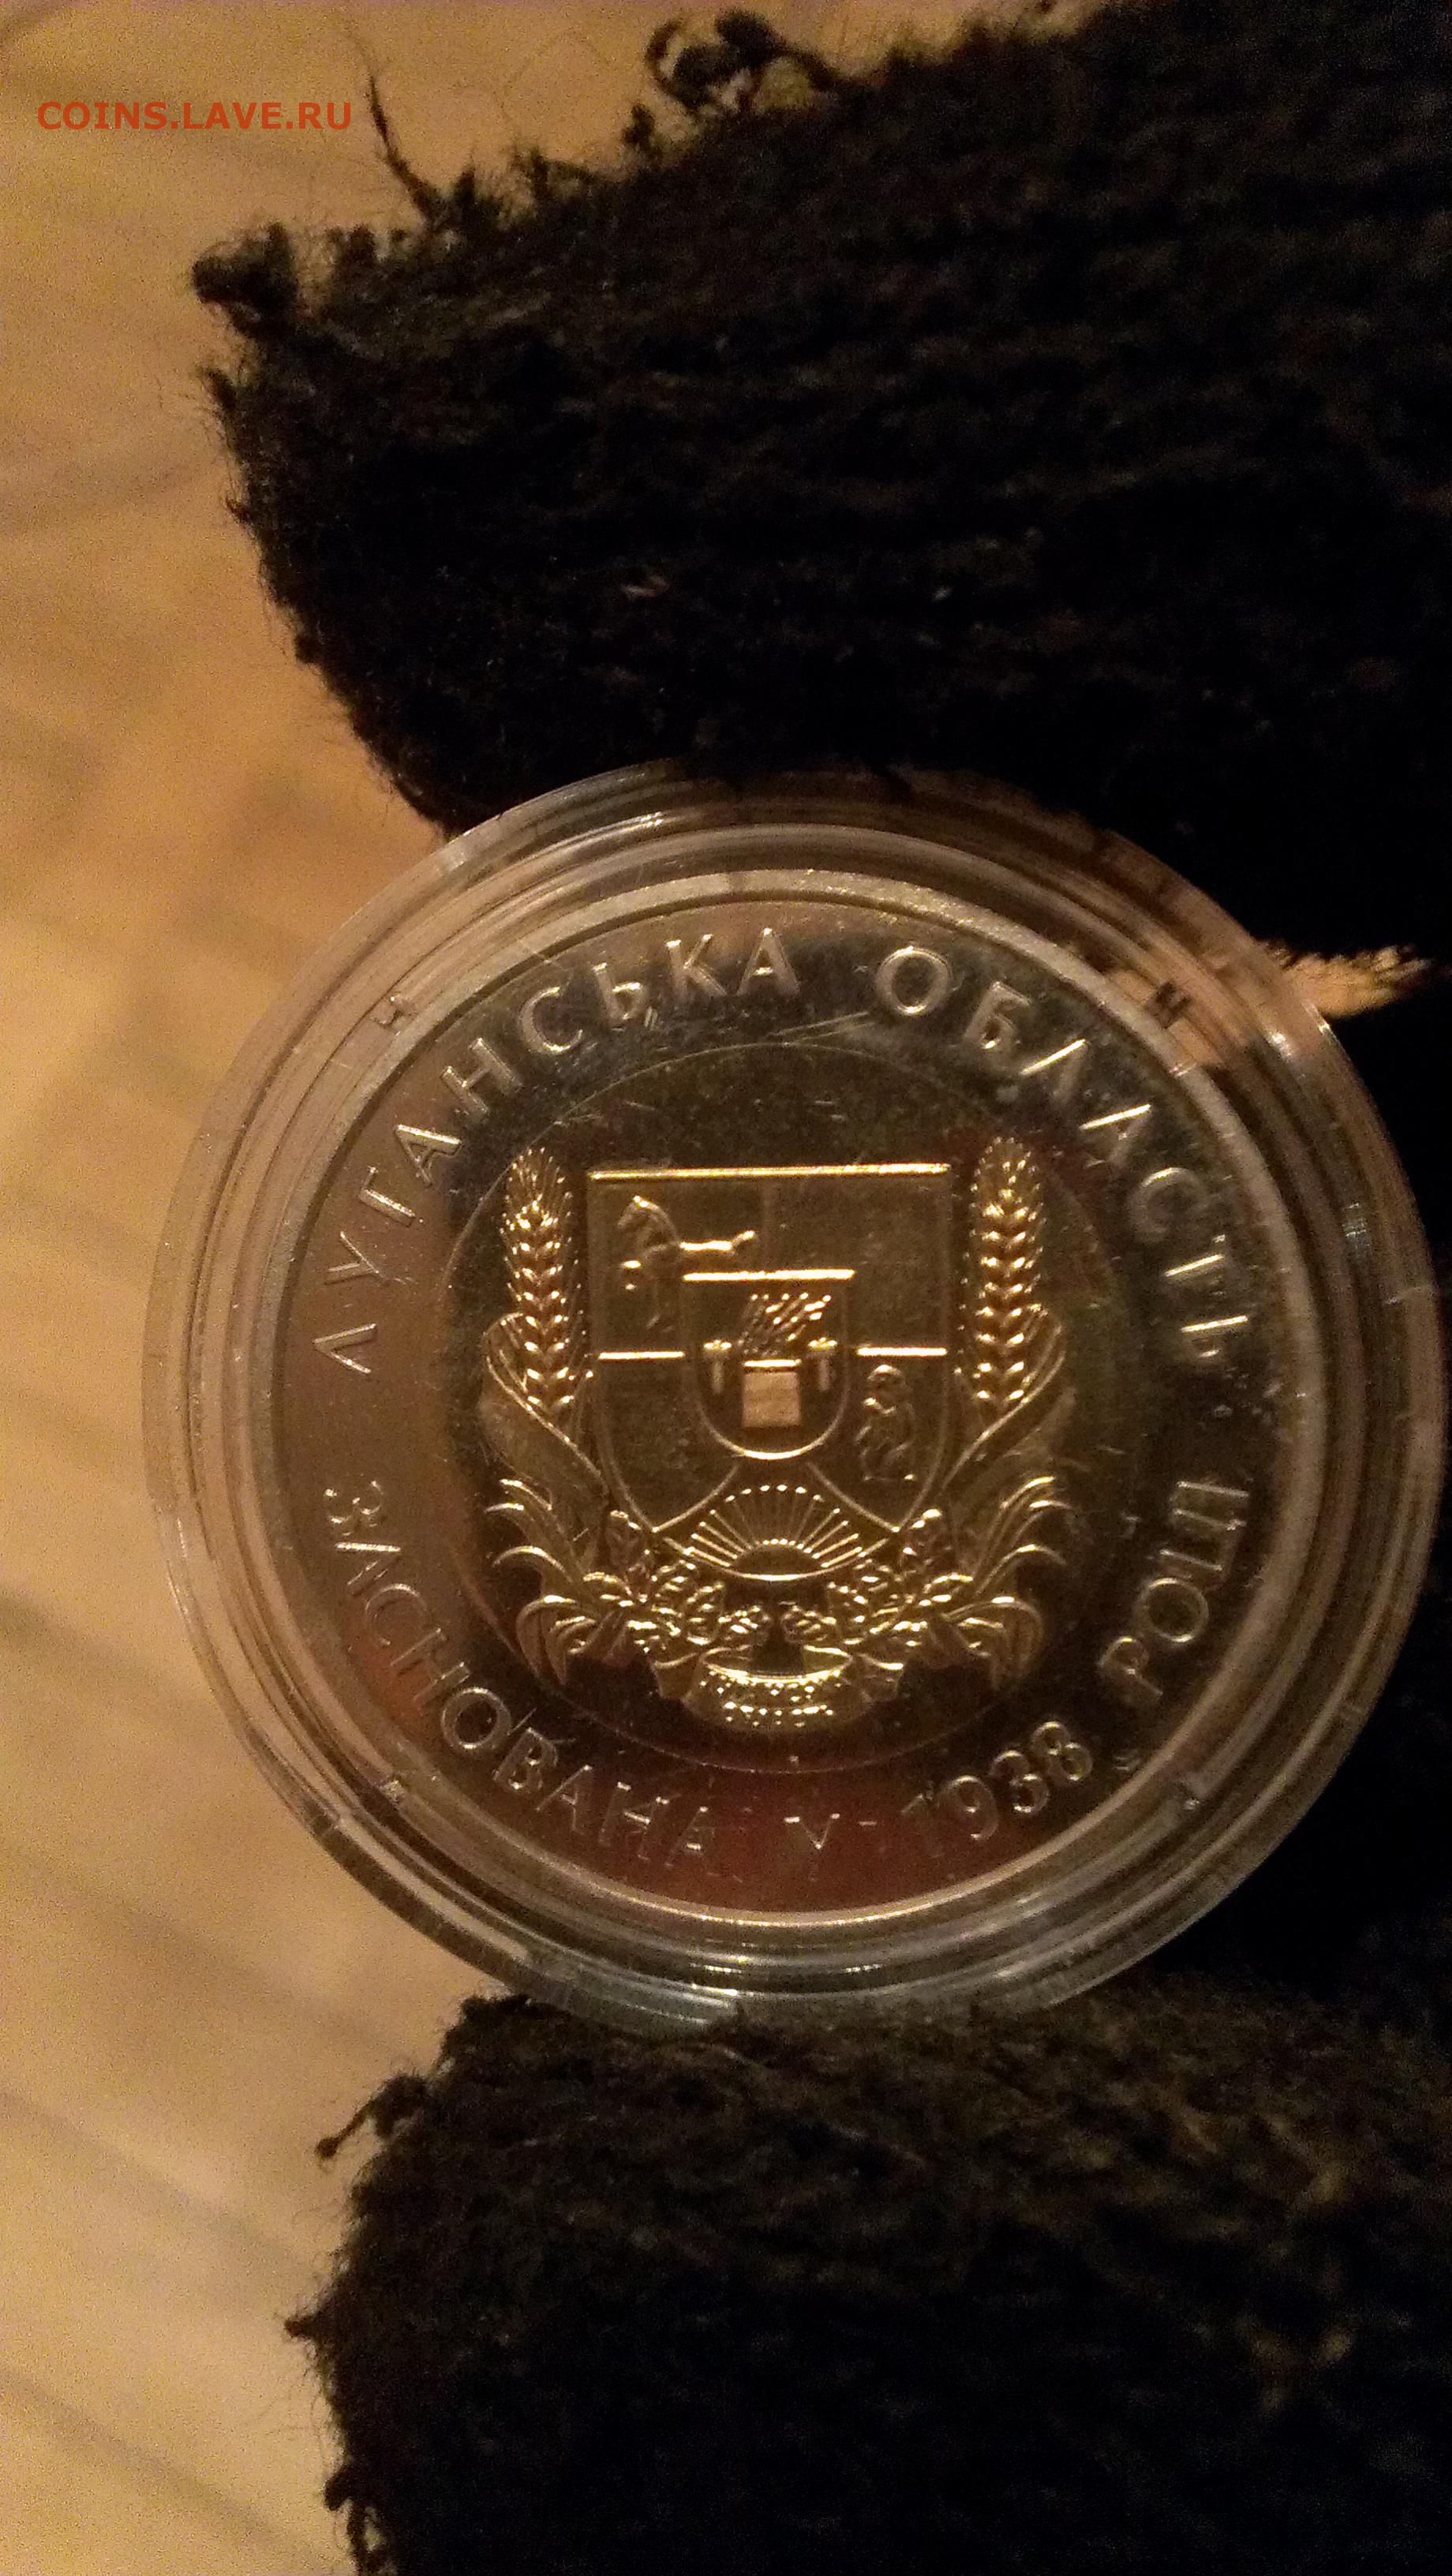 COINS.LAVE.RU
ЛУГАНСЬКА ОБЛАСТЬ
ЗАСНОВАНА У 1938 РОЦІ